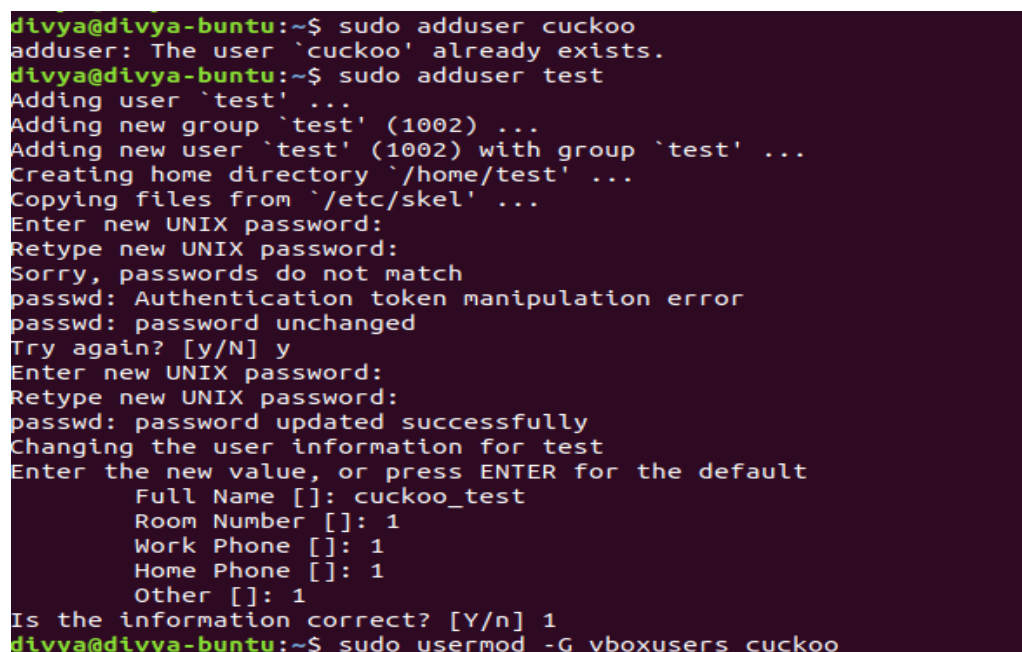 divya@divya-buntu:~$ sudo adduser cuckoo
adduser: The user `cuckoo' already exists.
divya@divya-buntu:~$ sudo adduser test
Adding user `test' ...
Adding new group `test' (1002) ...
Adding new user `test' (1002) with group `test' ...
Creating home directory `/home/test' ...
Copying files from `/etc/skel' ...
Enter new UNIX password:
Retype new UNIX password:
Sorry, passwords do not match
passwd: Authentication token manipulation error
passwd: password unchanged
Try again? [y/N] y
Enter new UNIX password:
Retype new UNIX password:
passwd: password updated successfully
Changing the user information for test
Enter the new value, or press ENTER for the default
Full Name []: cuckoo_test
Room Number []: 1
Work Phone []: 1
Home Phone []: 1
Other []: 1
Is the information correct? [Y/n] 1
divya@divya-buntu:~$ sudo usermod -G vboxusers cuckoo